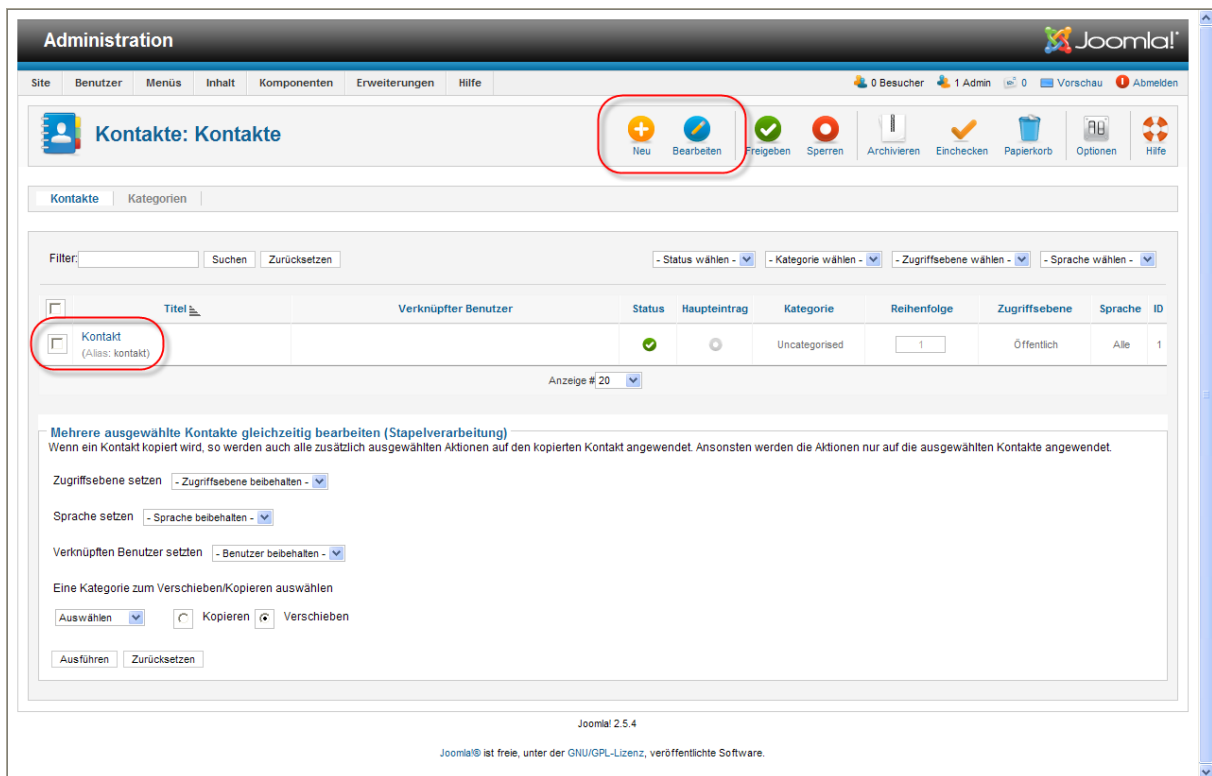 Administration
Joomla!
Site Benutzer Menüs Inhalt Komponenten Erweiterungen Hilfe 0 Besucher 1 Admin 0 Vorschau Abmelden
Kontakte: Kontakte
Neu Bearbeiten Freigeben Sperren Archivieren Einchecken Papierkorb Optionen Hilfe
Kontakte Kategorien
Filter: Suchen Zurücksetzen - Status wählen - - Kategorie wählen - - Zugriffsebene wählen - - Sprache wählen -
Titel Verknüpfter Benutzer Status Haupteintrag Kategorie Reihenfolge Zugriffsebene Sprache ID
Kontakt
(Alias: kontakt)
Uncategorised 1 Öffentlich Alle 1
Anzeige # 20
Mehrere ausgewählte Kontakte gleichzeitig bearbeiten (Stapelverarbeitung)
Wenn ein Kontakt kopiert wird, so werden auch alle zusätzlich ausgewählten Aktionen auf den kopierten Kontakt angewendet. Ansonsten werden die Aktionen nur auf die ausgewählten Kontakte angewendet.
Zugriffsebene setzen - Zugriffsebene beibehalten -
Sprache setzen - Sprache beibehalten -
Verknüpften Benutzer setzten - Benutzer beibehalten -
Eine Kategorie zum Verschieben/Kopieren auswählen
Auswählen Kopieren Verschieben
Ausführen Zurücksetzen
Joomla! 2.5.4
Joomla!® ist freie, unter der GNU/GPL-Lizenz, veröffentlichte Software.